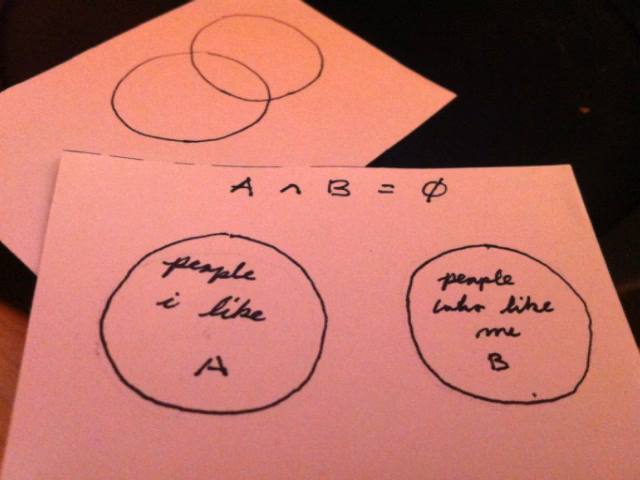 A ∩ B = ∅
people
i like
A
people
who like
me
B